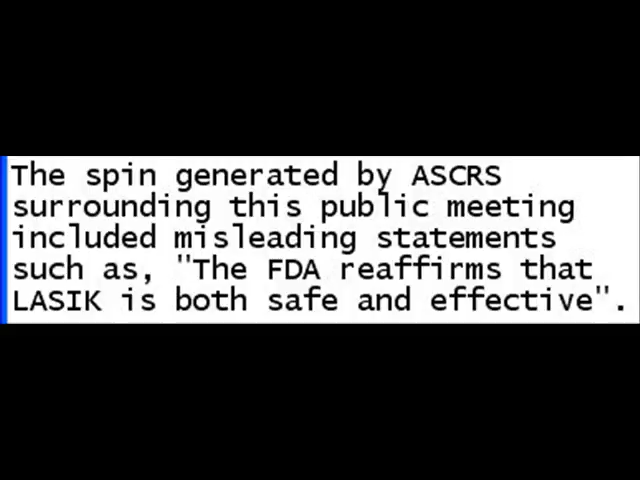 The spin generated by ASCRS
surrounding this public meeting
included misleading statements
such as, "The FDA reaffirms that
LASIK is both safe and effective".